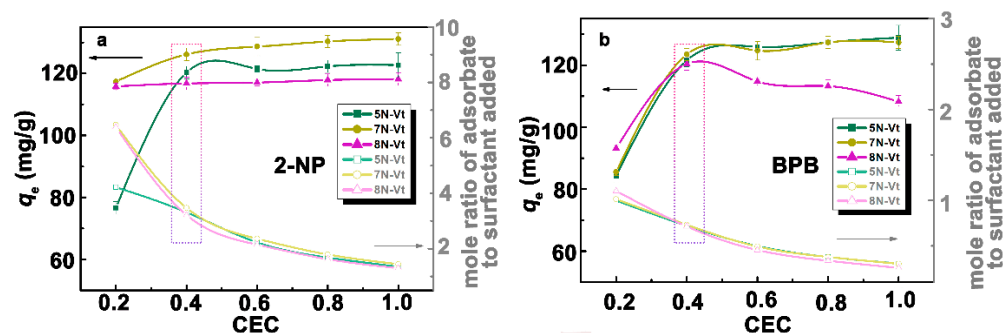 a
2-NP
qe (mg/g)
120
100
80
60
0.2
0.4
0.6
0.8
1.0
CEC
10
8
6
4
2
mole ratio of adsorbate
to surfactant added
5N-Vt
7N-Vt
8N-Vt
5N-Vt
7N-Vt
8N-Vt
b
BPB
qe (mg/g)
140
120
100
80
60
0.2
0.4
0.6
0.8
1.0
CEC
3
2
1
0
mole ratio of adsorbate
to surfactant added
5N-Vt
7N-Vt
8N-Vt
5N-Vt
7N-Vt
8N-Vt